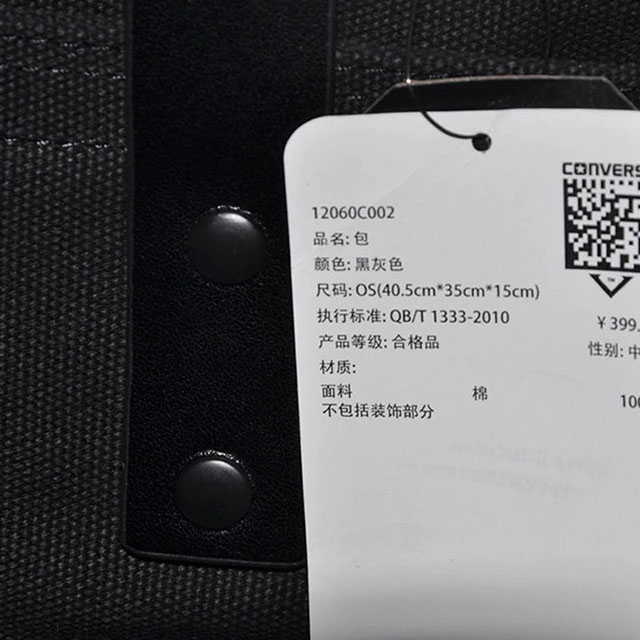 CONVERS
12060C002
品名: 包
颜色: 黑灰色
尺码: OS(40.5cm*35cm*15cm)
执行标准: QB/T 1333-2010
¥ 399.
产品等级: 合格品
性别: 中
材质:
面料 棉 100
不包括装饰部分